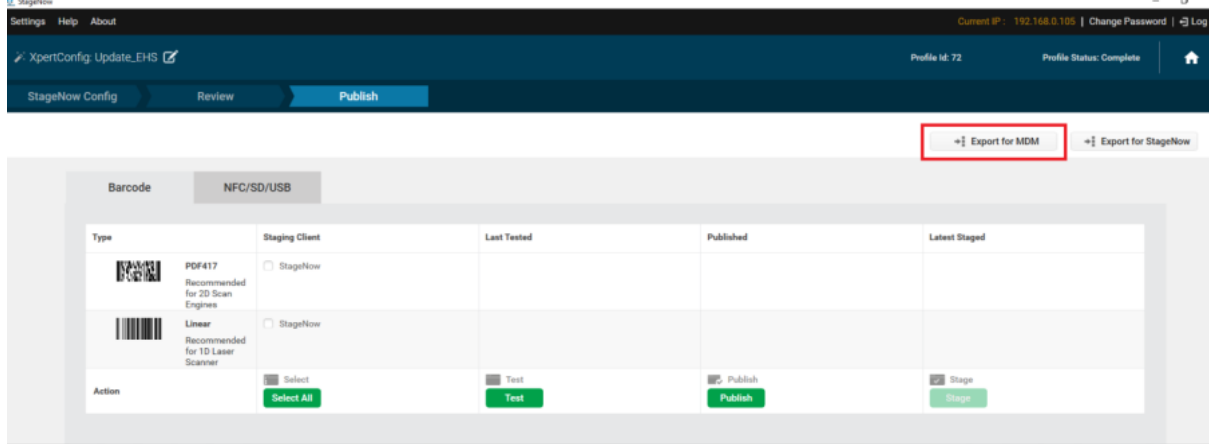 StageNow
Settings Help About
Current IP : 192.168.0.105 | Change Password | Log
XpertConfig: Update_EHS
Profile Id: 72
Profile Status: Complete
StageNow Config
Review
Publish
Export for MDM
Export for StageNow
Barcode
NFC/SD/USB
Type
Staging Client
Last Tested
Published
Latest Staged
PDF417
Recommended
for 2D Scan
Engines
StageNow
Linear
Recommended
for 1D Laser
Scanner
StageNow
Action
Select
Select All
Test
Test
Publish
Publish
Stage
Stage